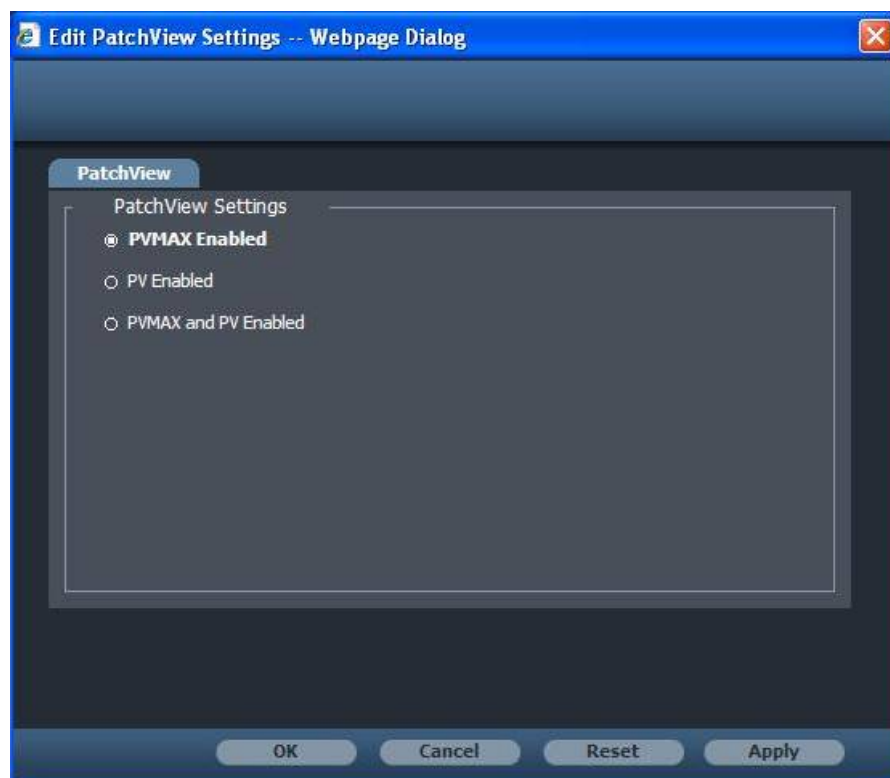 Edit PatchView Settings -- Webpage Dialog
PatchView
PatchView Settings
PVMAX Enabled
PV Enabled
PVMAX and PV Enabled
OK Cancel Reset Apply